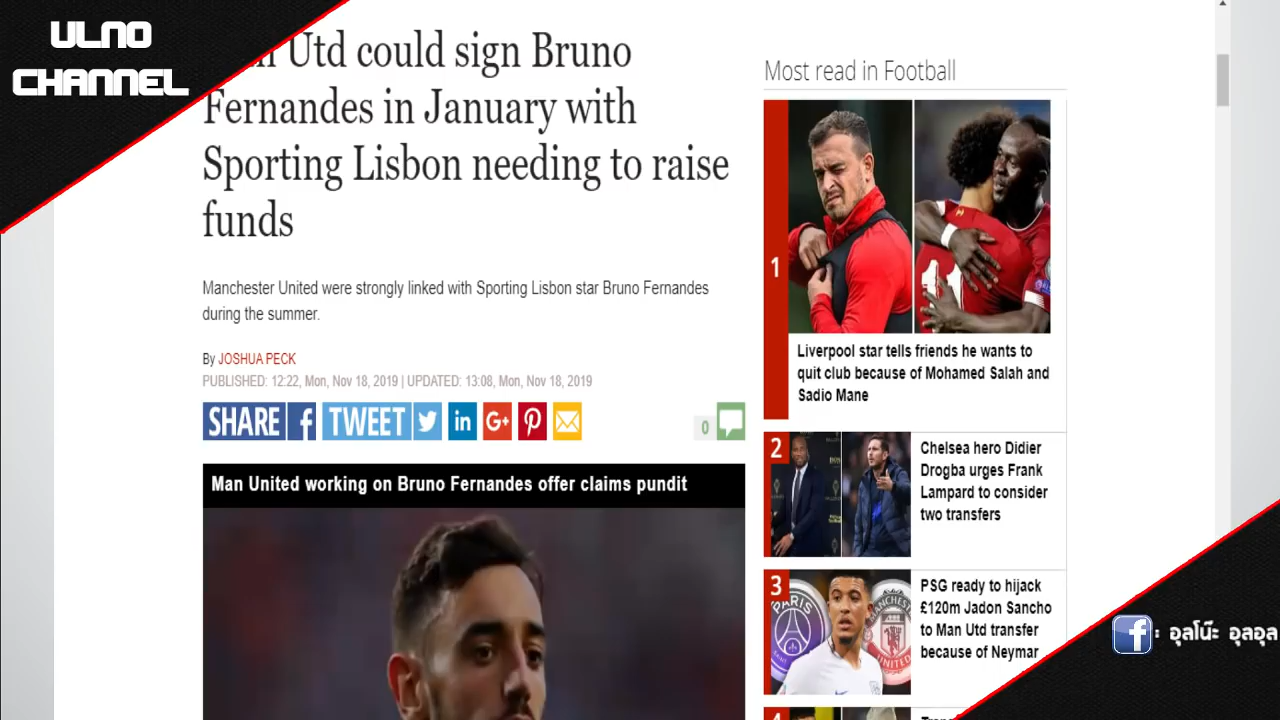 ULNO
CHANNEL
Utd could sign Bruno
Fernandes in January with
Sporting Lisbon needing to raise
funds
Manchester United were strongly linked with Sporting Lisbon star Bruno Fernandes
during the summer.
By JOSHUA PECK
PUBLISHED: 12:22, Mon, Nov 18, 2019 | UPDATED: 13:08, Mon, Nov 18, 2019
SHARE f TWEET in G+
0
Man United working on Bruno Fernandes offer claims pundit
Most read in Football
1
Liverpool star tells friends he wants to
quit club because of Mohamed Salah and
Sadio Mane
2
Chelsea hero Didier
Drogba urges Frank
Lampard to consider
two transfers
3
PSG ready to hijack
£120m Jadon Sancho
to Man Utd transfer
because of Neymar
PARIS
MANCHESTER
UNITED
f : อุลโน๊ะ อุลอุล